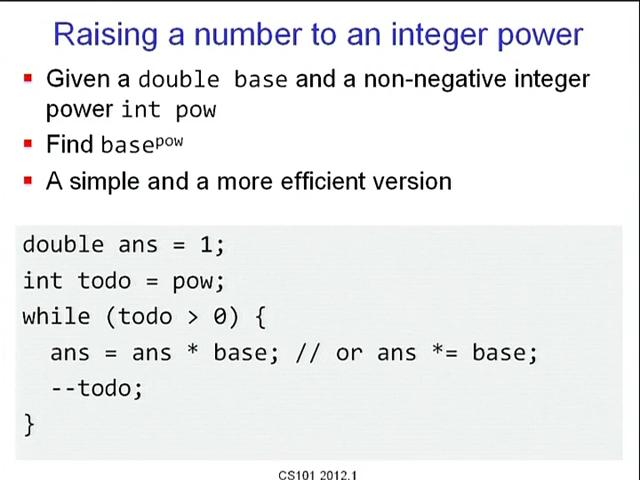 Raising a number to an integer power
Given a double base and a non-negative integer
power int pow
Find base^pow
A simple and a more efficient version
double ans = 1;
int todo = pow;
while (todo > 0) {
  ans = ans * base; // or ans *= base;
  --todo;
}
CS101 2012.1